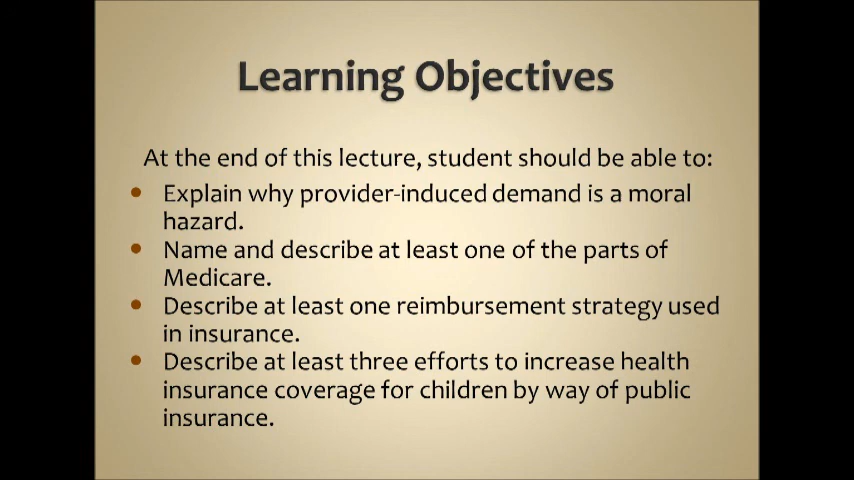 Learning Objectives
At the end of this lecture, student should be able to:
• Explain why provider-induced demand is a moral
hazard.
• Name and describe at least one of the parts of
Medicare.
• Describe at least one reimbursement strategy used
in insurance.
• Describe at least three efforts to increase health
insurance coverage for children by way of public
insurance.